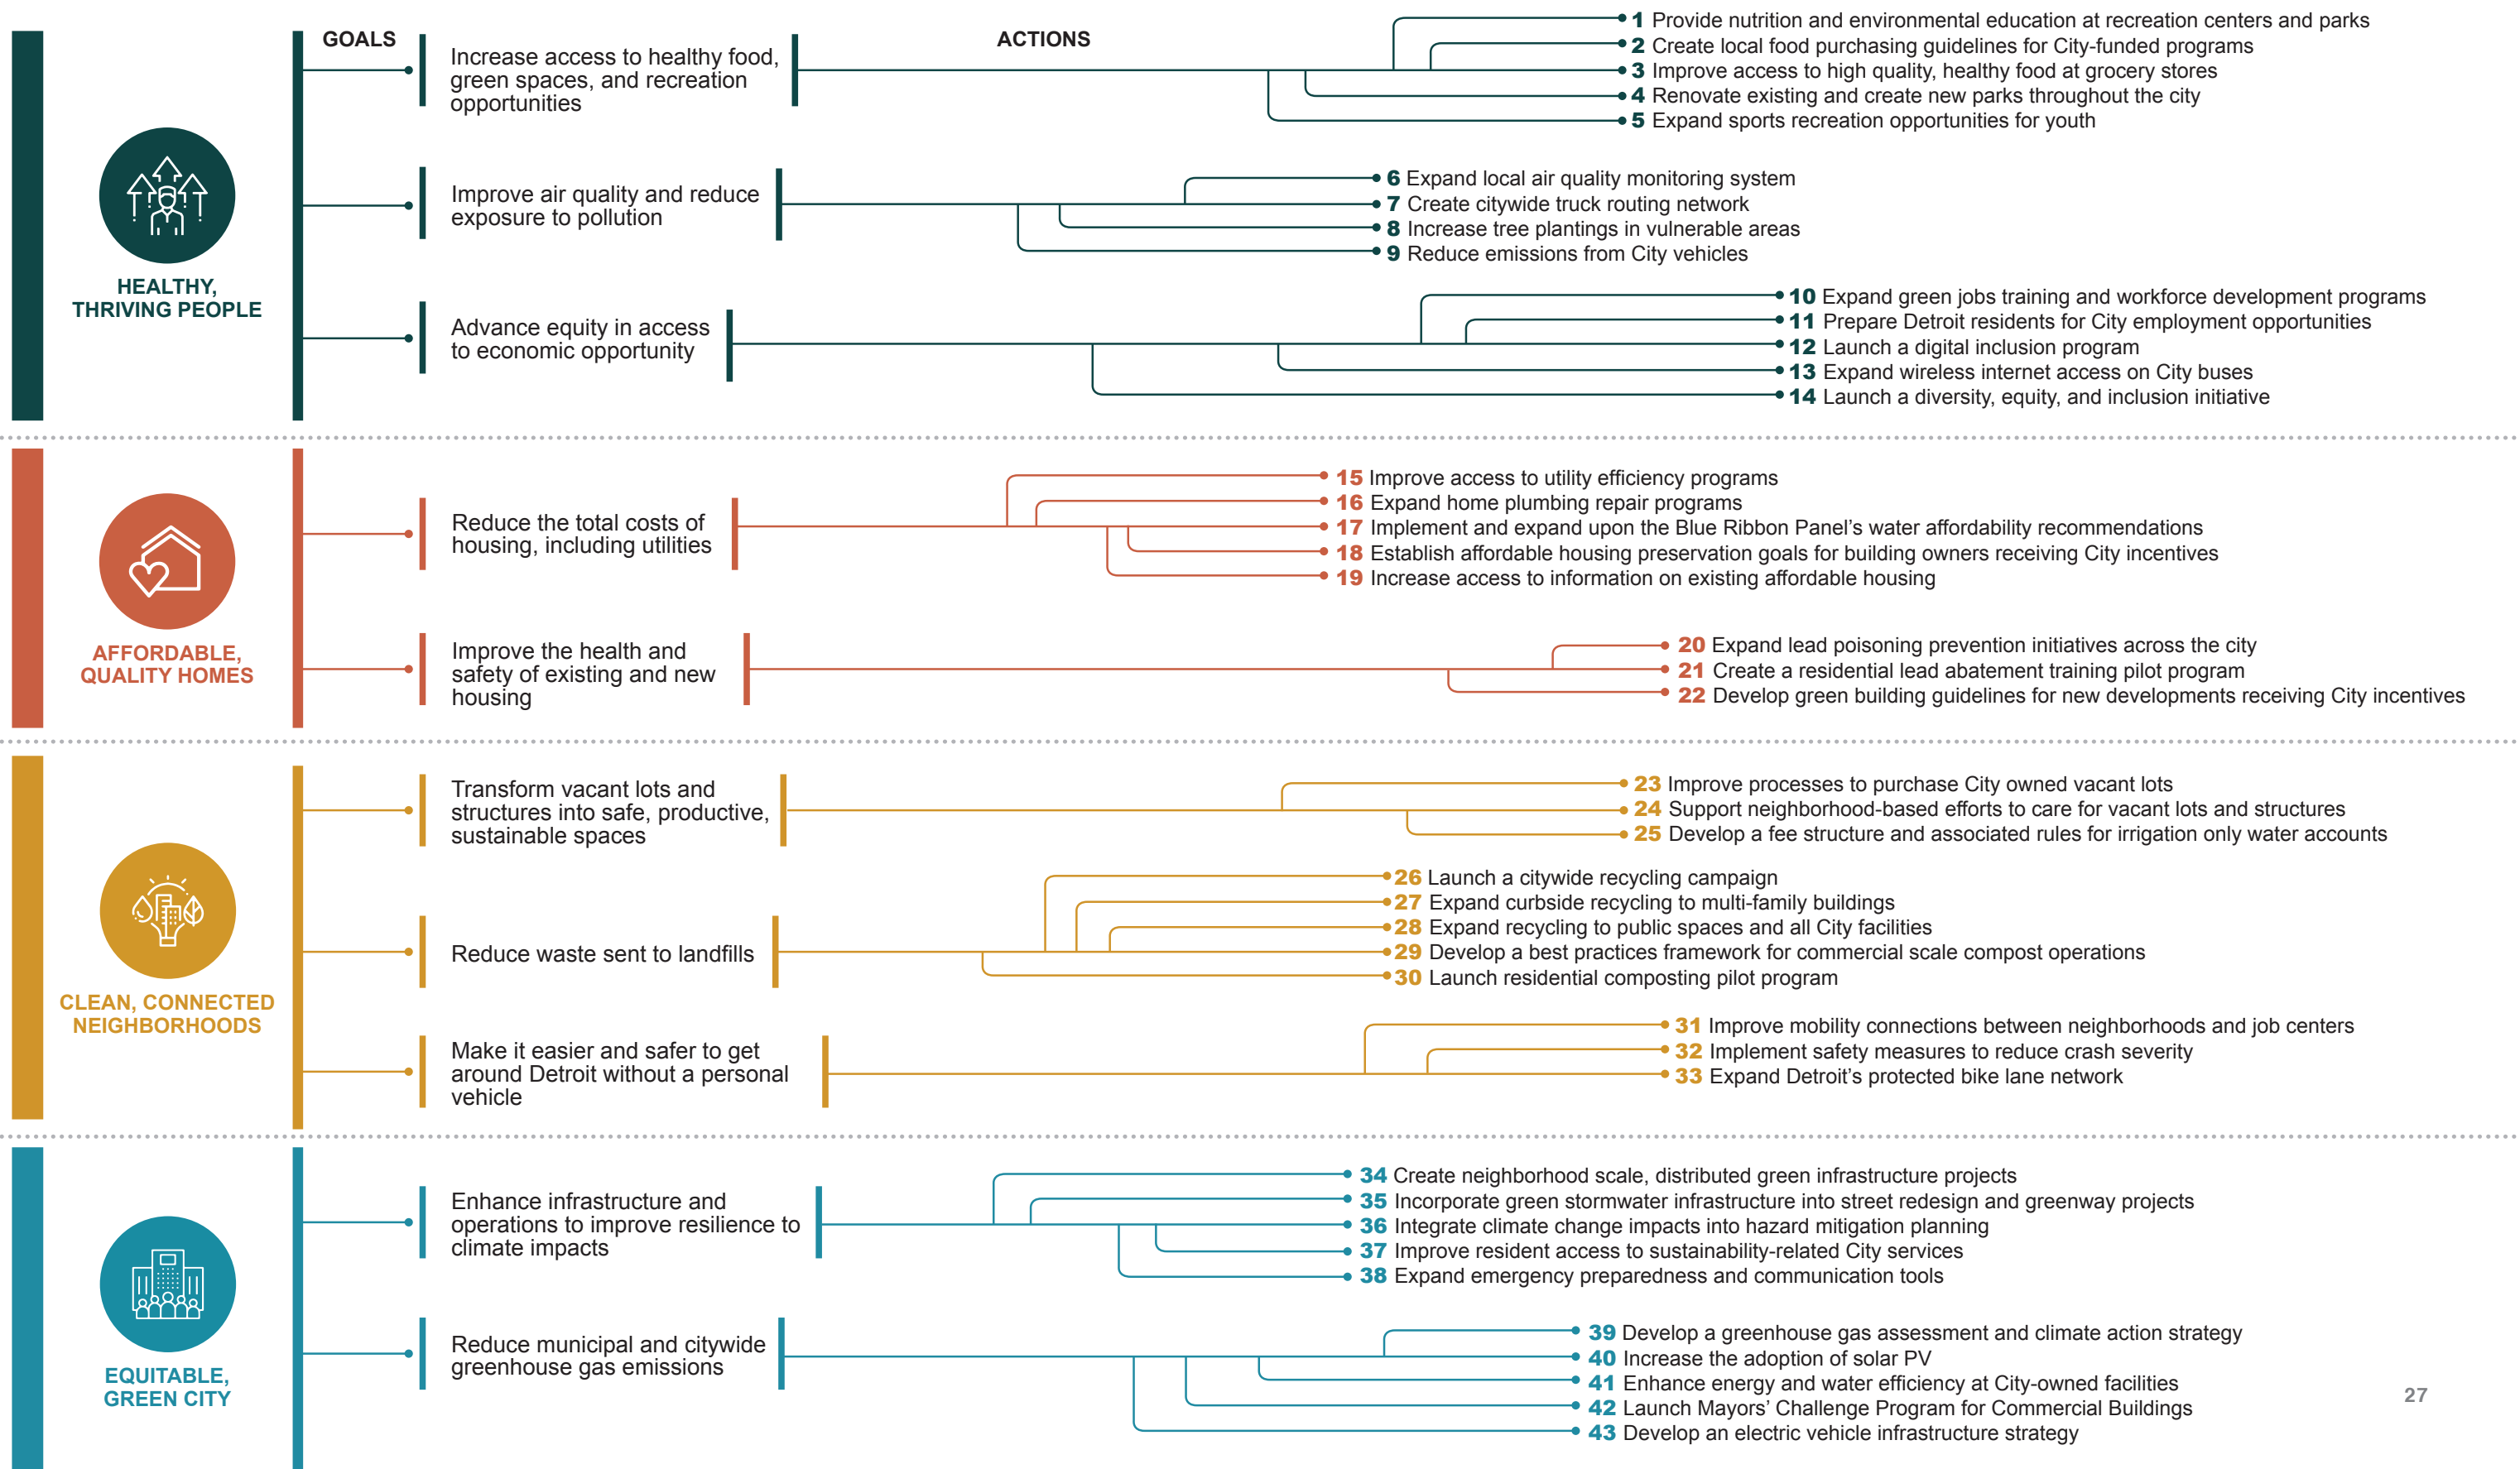 GOALS
ACTIONS
HEALTHY,
THRIVING PEOPLE
Increase access to healthy food,
green spaces, and recreation
opportunities
1 Provide nutrition and environmental education at recreation centers and parks
2 Create local food purchasing guidelines for City-funded programs
3 Improve access to high quality, healthy food at grocery stores
4 Renovate existing and create new parks throughout the city
5 Expand sports recreation opportunities for youth
Improve air quality and reduce
exposure to pollution
6 Expand local air quality monitoring system
7 Create citywide truck routing network
8 Increase tree plantings in vulnerable areas
9 Reduce emissions from City vehicles
Advance equity in access
to economic opportunity
10 Expand green jobs training and workforce development programs
11 Prepare Detroit residents for City employment opportunities
12 Launch a digital inclusion program
13 Expand wireless internet access on City buses
14 Launch a diversity, equity, and inclusion initiative
AFFORDABLE,
QUALITY HOMES
Reduce the total costs of
housing, including utilities
15 Improve access to utility efficiency programs
16 Expand home plumbing repair programs
17 Implement and expand upon the Blue Ribbon Panel's water affordability recommendations
18 Establish affordable housing preservation goals for building owners receiving City incentives
19 Increase access to information on existing affordable housing
Improve the health and
safety of existing and new
housing
20 Expand lead poisoning prevention initiatives across the city
21 Create a residential lead abatement training pilot program
22 Develop green building guidelines for new developments receiving City incentives
CLEAN, CONNECTED
NEIGHBORHOODS
Transform vacant lots and
structures into safe, productive,
sustainable spaces
23 Improve processes to purchase City owned vacant lots
24 Support neighborhood-based efforts to care for vacant lots and structures
25 Develop a fee structure and associated rules for irrigation only water accounts
Reduce waste sent to landfills
26 Launch a citywide recycling campaign
27 Expand curbside recycling to multi-family buildings
28 Expand recycling to public spaces and all City facilities
29 Develop a best practices framework for commercial scale compost operations
30 Launch residential composting pilot program
Make it easier and safer to get
around Detroit without a personal
vehicle
31 Improve mobility connections between neighborhoods and job centers
32 Implement safety measures to reduce crash severity
33 Expand Detroit's protected bike lane network
EQUITABLE,
GREEN CITY
Enhance infrastructure and
operations to improve resilience to
climate impacts
34 Create neighborhood scale, distributed green infrastructure projects
35 Incorporate green stormwater infrastructure into street redesign and greenway projects
36 Integrate climate change impacts into hazard mitigation planning
37 Improve resident access to sustainability-related City services
38 Expand emergency preparedness and communication tools
Reduce municipal and citywide
greenhouse gas emissions
39 Develop a greenhouse gas assessment and climate action strategy
40 Increase the adoption of solar PV
41 Enhance energy and water efficiency at City-owned facilities
42 Launch Mayors' Challenge Program for Commercial Buildings
43 Develop an electric vehicle infrastructure strategy
27